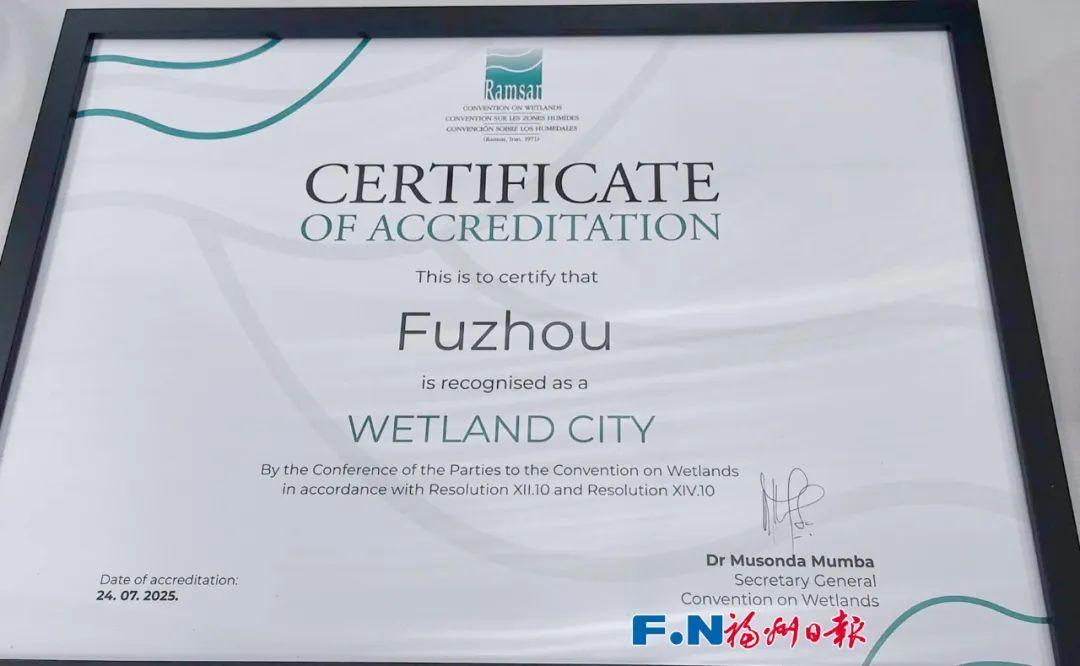 Ramsar
CONVENTION ON WETLANDS
CONVENTION SUR LES ZONES HUMIDES
CONVENCIÓN SOBRE LOS HUMEDALES
(Ramsar, Iran, 1971)
CERTIFICATE
OF ACCREDITATION
This is to certify that
Fuzhou
is recognised as a
WETLAND CITY
By the Conference of the Parties to the Convention on Wetlands
in accordance with Resolution XII.10 and Resolution XIV.10
Dr Musonda Mumba
Secretary General
Convention on Wetlands
Date of accreditation:
24. 07. 2025.
F.N福州日报